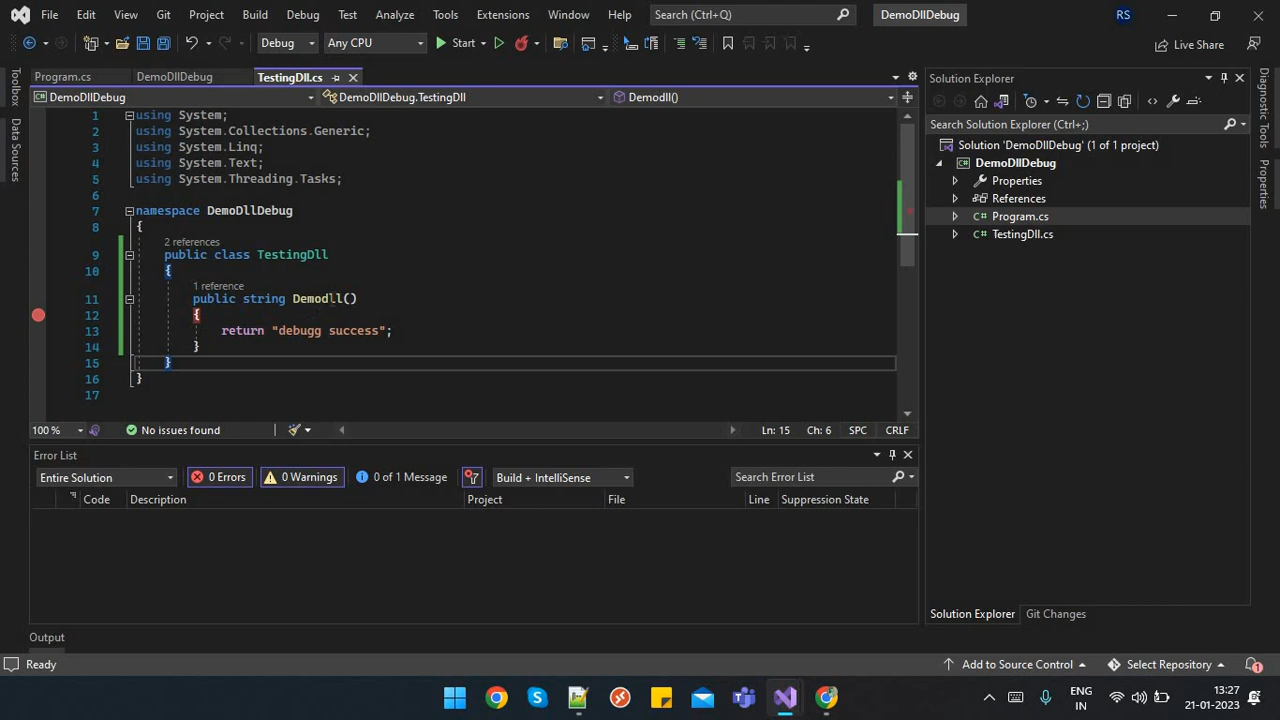 File Edit View Git Project Build Debug Test Analyze Tools Extensions Window Help Search (Ctrl+Q) DemoDllDebug RS
Debug Any CPU Start Live Share
Toolbox
Data Sources
Program.cs DemoDllDebug TestingDll.cs
DemoDllDebug DemoDllDebug.TestingDll Demodll()
1 using System;
2 using System.Collections.Generic;
3 using System.Linq;
4 using System.Text;
5 using System.Threading.Tasks;
6
7 namespace DemoDllDebug
8 {
2 references
9 public class TestingDll
10 {
1 reference
11 public string Demodll()
12 {
13 return "debugg success";
14 }
15 }
16 }
17
100 % No issues found Ln: 15 Ch: 6 SPC CRLF
Error List
Entire Solution 0 Errors 0 Warnings 0 of 1 Message Build + IntelliSense Search Error List
Code Description Project File Line Suppression State
Output
Solution Explorer
Search Solution Explorer (Ctrl+;)
Solution 'DemoDllDebug' (1 of 1 project)
DemoDllDebug
Properties
References
Program.cs
TestingDll.cs
Solution Explorer Git Changes
Diagnostic Tools
Properties
Ready Add to Source Control Select Repository 1
ENG
IN
13:27
21-01-2023